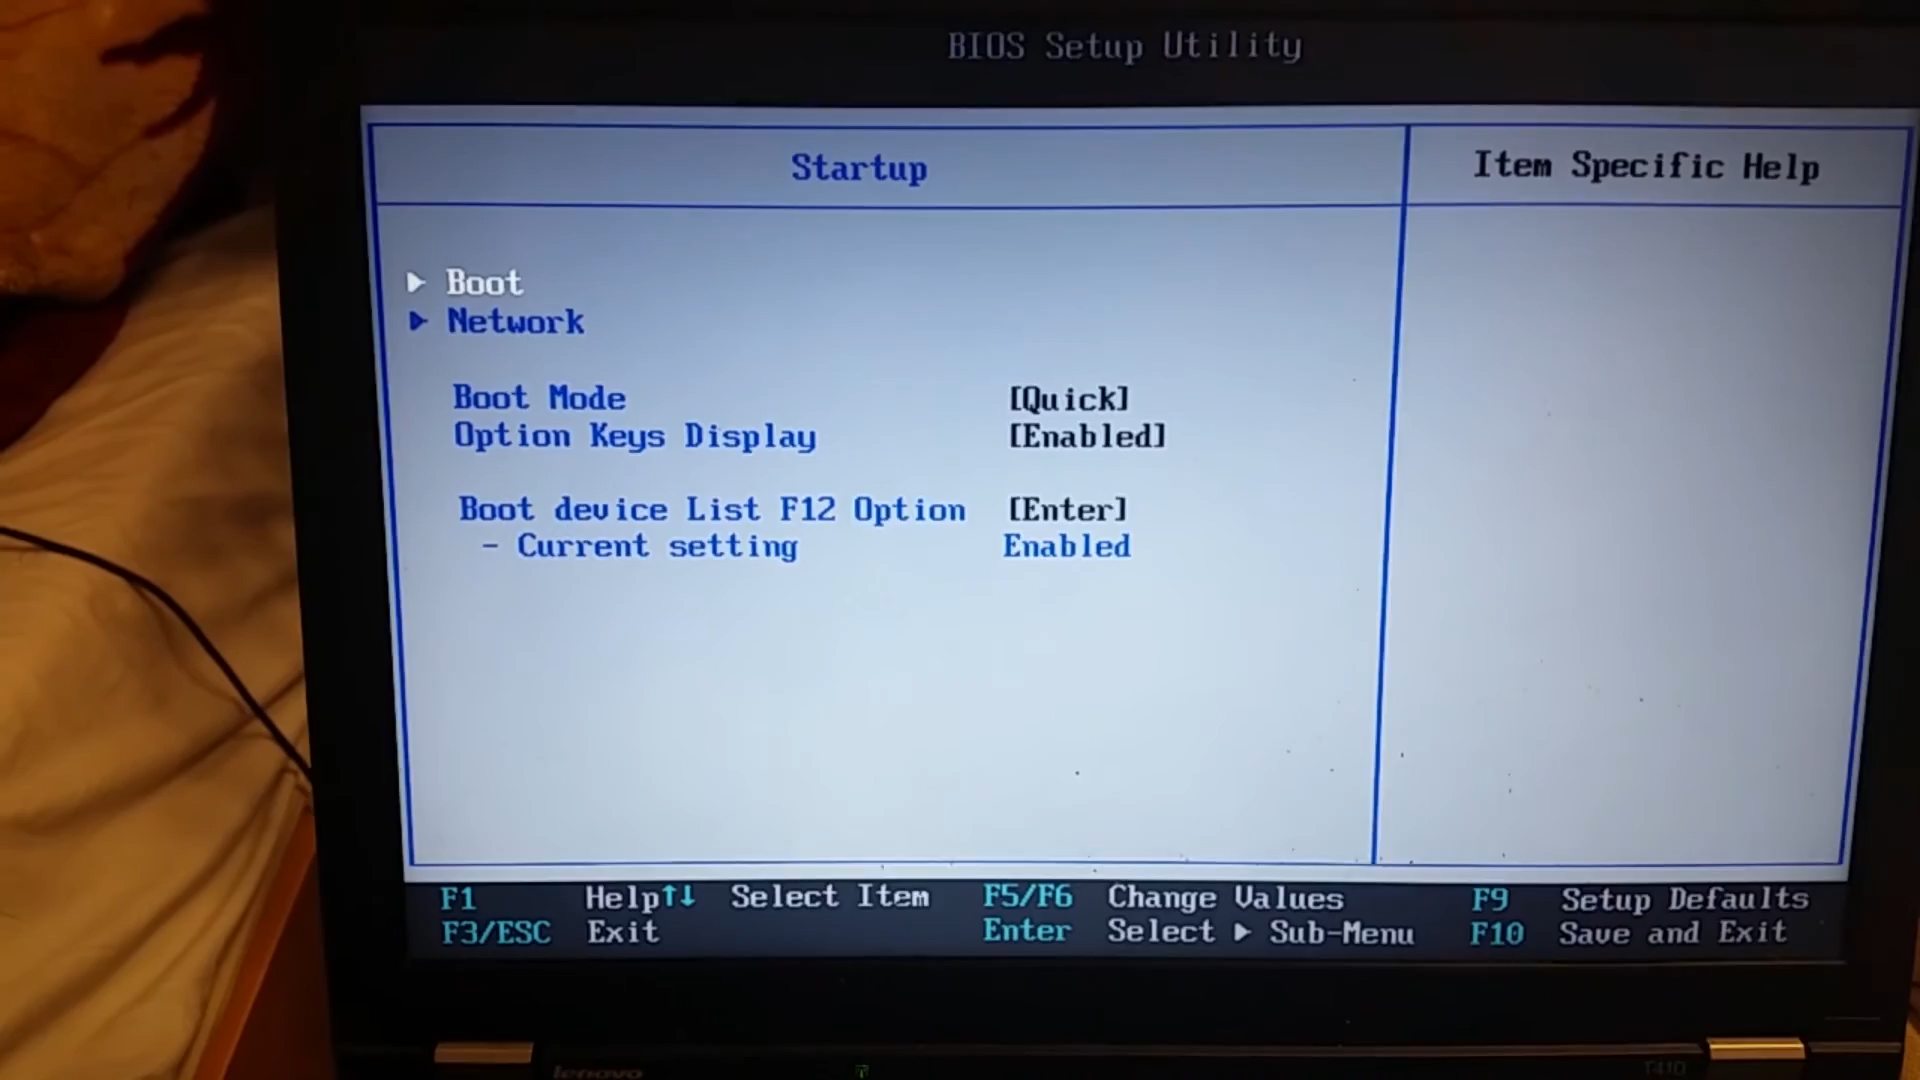 BIOS Setup Utility
Startup
Item Specific Help
Boot
Network
Boot Mode [Quick]
Option Keys Display [Enabled]
Boot device List F12 Option [Enter]
- Current setting Enabled
F1 Help↑↓ Select Item F5/F6 Change Values F9 Setup Defaults
F3/ESC Exit Enter Select ▶ Sub-Menu F10 Save and Exit
lenovo
T410